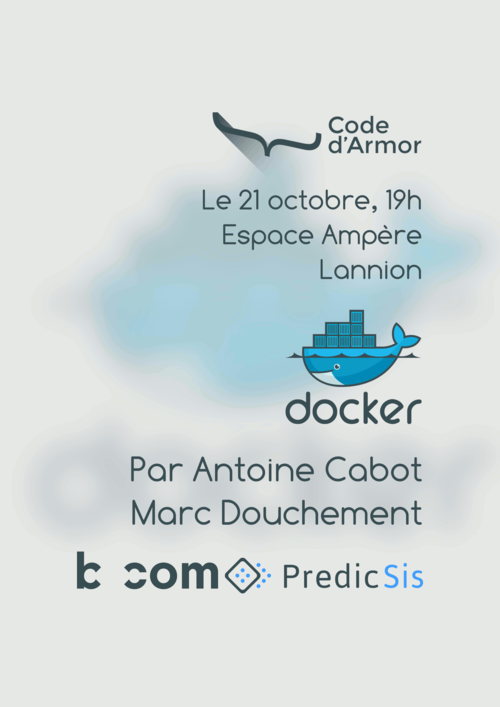 Code
d'Armor
Le 21 octobre, 19h
Espace Ampère
Lannion
docker
Par Antoine Cabot
Marc Douchement
b com
PredicSis